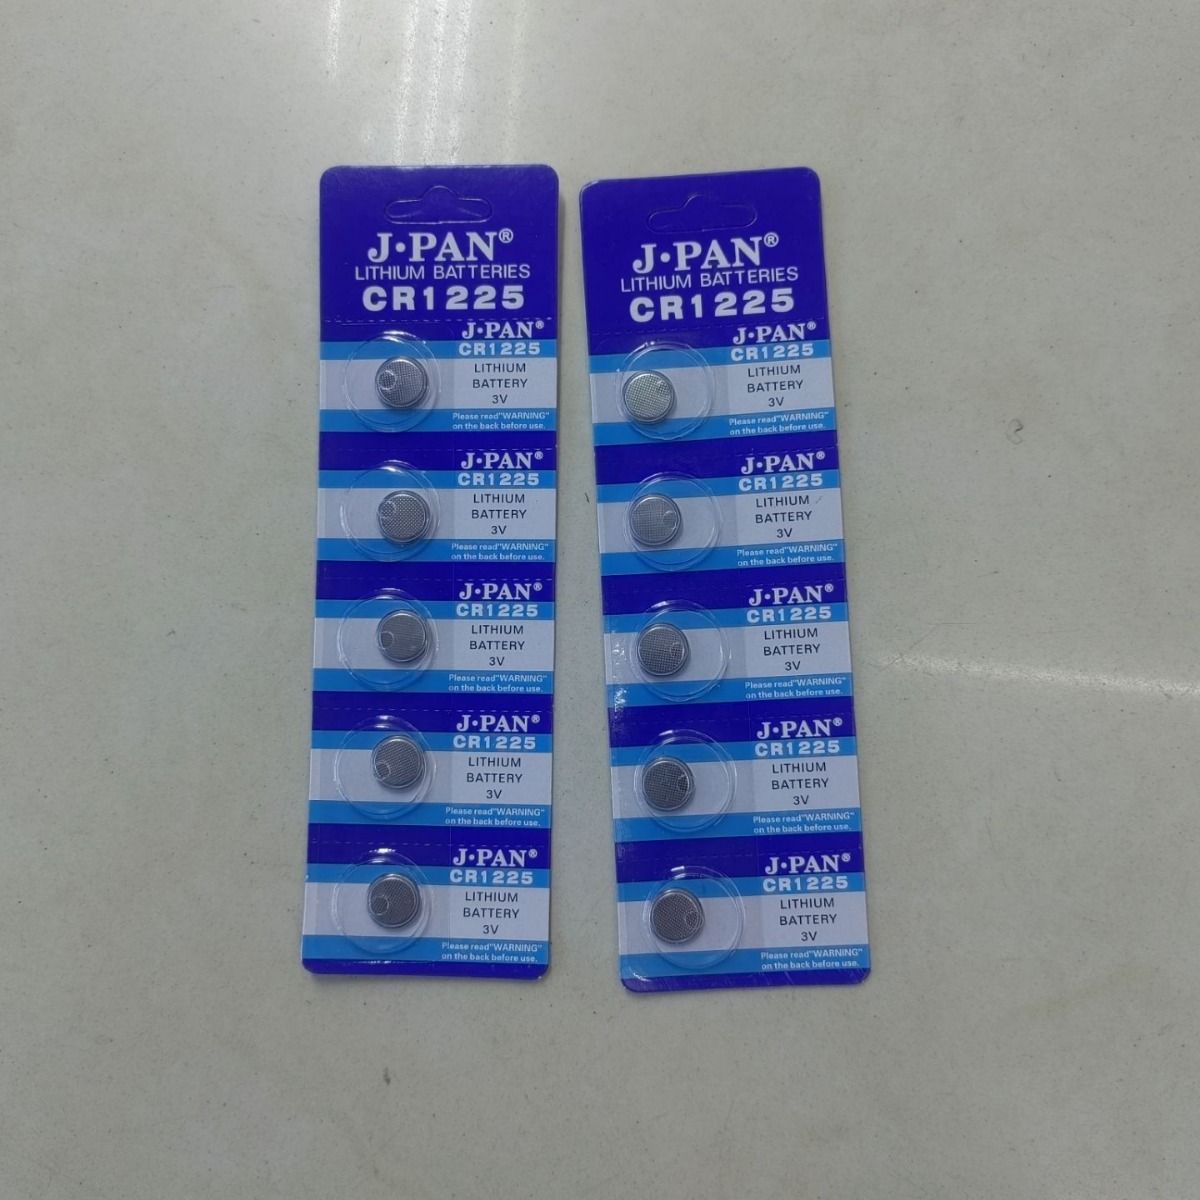 J·PAN®
LITHIUM BATTERIES
CR1225
J·PAN®
CR1225
LITHIUM
BATTERY
3V
Please read"WARNING"
on the back before use.
J·PAN®
CR1225
LITHIUM
BATTERY
3V
Please read"WARNING"
on the back before use.
J·PAN®
CR1225
LITHIUM
BATTERY
3V
Please read"WARNING"
on the back before use.
J·PAN®
CR1225
LITHIUM
BATTERY
3V
Please read"WARNING"
on the back before use.
J·PAN®
CR1225
LITHIUM
BATTERY
3V
Please read"WARNING"
on the back before use.
J·PAN®
LITHIUM BATTERIES
CR1225
J·PAN®
CR1225
LITHIUM
BATTERY
3V
Please read"WARNING"
on the back before use.
J·PAN®
CR1225
LITHIUM
BATTERY
3V
Please read"WARNING"
on the back before use.
J·PAN®
CR1225
LITHIUM
BATTERY
3V
Please read"WARNING"
on the back before use.
J·PAN®
CR1225
LITHIUM
BATTERY
3V
Please read"WARNING"
on the back before use.
J·PAN®
CR1225
LITHIUM
BATTERY
3V
Please read"WARNING"
on the back before use.